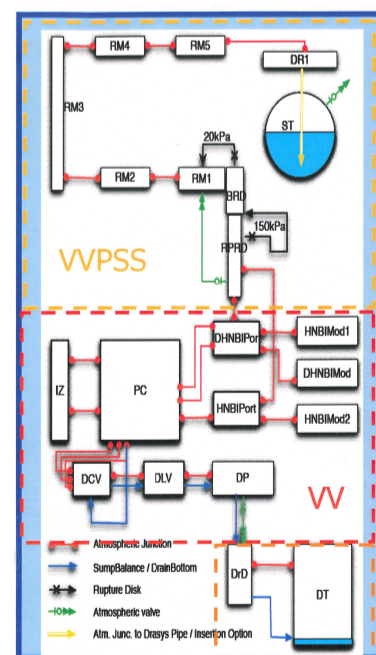 RM4
RM5
DR1
RM3
ST
20kPa
RM2
RM1
BRD
150kPa
RPRD
VVPSS
DHNBIPor
HNBIMod1
IZ
PC
DHNBIMod
HNBIPort
HNBIMod2
DCV
DLV
DP
VV
Atmospheric Junction
SumpBalance / DrainBottom
DrD
DT
Rupture Disk
Atmospheric valve
Atm. Junc. to Drasys Pipe / Insertion Option